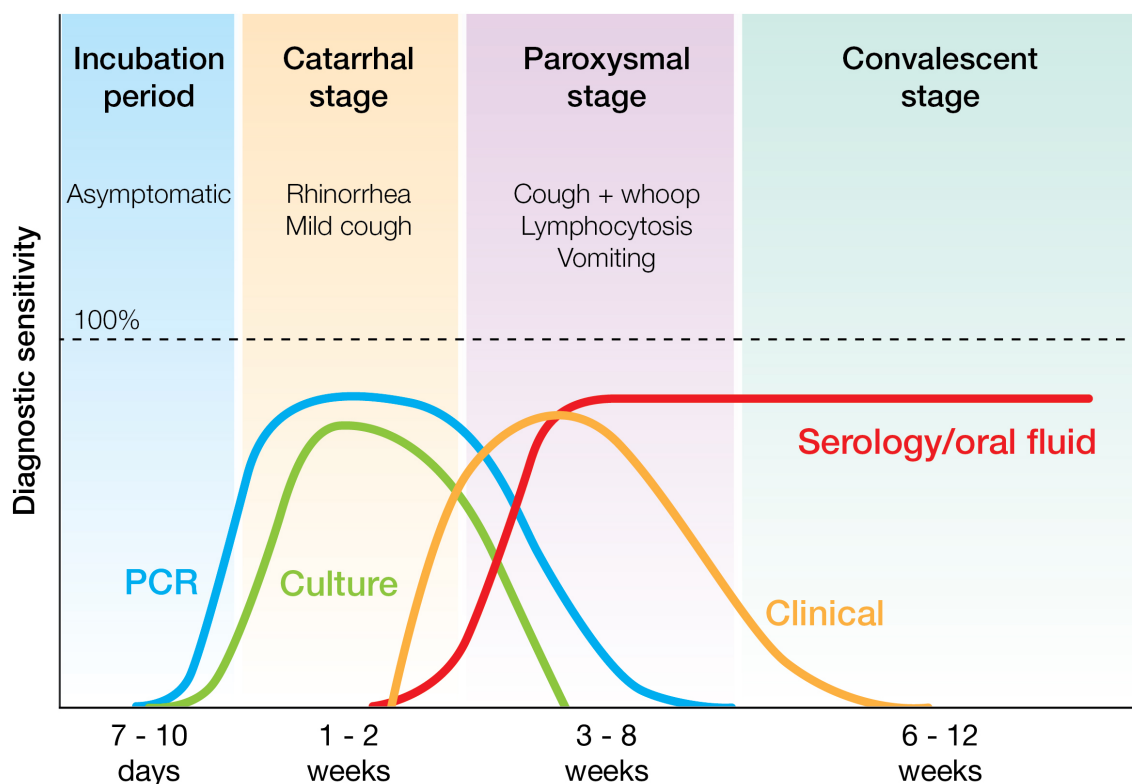 Incubation
period
Catarrhal
stage
Paroxysmal
stage
Convalescent
stage
Asymptomatic
Rhinorrhea
Mild cough
Cough + whoop
Lymphocytosis
Vomiting
Diagnostic sensitivity
100%
Serology/oral fluid
PCR
Culture
Clinical
7 - 10
days
1 - 2
weeks
3 - 8
weeks
6 - 12
weeks